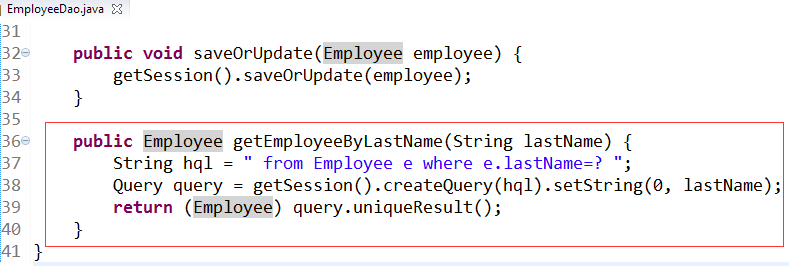 EmployeeDao.java
31
32 public void saveOrUpdate(Employee employee) {
33 getSession().saveOrUpdate(employee);
34 }
35
36 public Employee getEmployeeByLastName(String lastName) {
37 String hql = " from Employee e where e.lastName=? ";
38 Query query = getSession().createQuery(hql).setString(0, lastName);
39 return (Employee) query.uniqueResult();
40 }
41 }